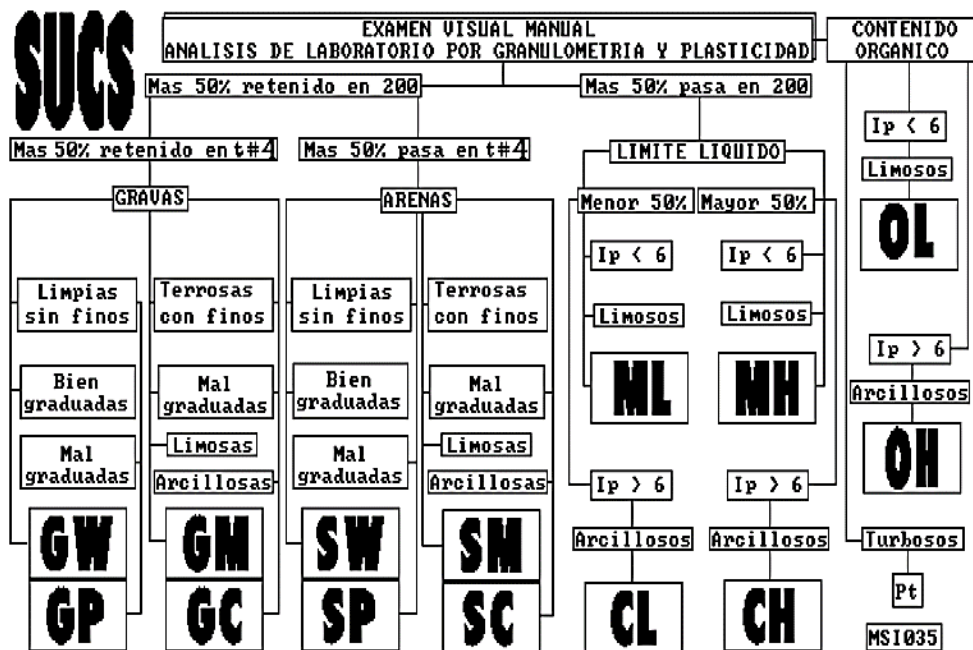 SUCS
EXAMEN VISUAL MANUAL
ANALISIS DE LABORATORIO POR GRANULOMETRIA Y PLASTICIDAD
CONTENIDO
ORGANICO
Mas 50% retenido en 200
Mas 50% pasa en 200
Mas 50% retenido en t#4
Mas 50% pasa en t#4
LIMITE LIQUIDO
Ip < 6
Limosos
OL
GRAVAS
ARENAS
Menor 50%
Mayor 50%
Ip < 6
Ip < 6
Limpias
sin finos
Terrosas
con finos
Limpias
sin finos
Terrosas
con finos
Limosos
Limosos
Ip > 6
Arcillosos
OH
Bien
graduadas
Mal
graduadas
Bien
graduadas
Mal
graduadas
ML
MH
Mal
graduadas
Limosas
Arcillosas
Mal
graduadas
Limosas
Arcillosas
Ip > 6
Ip > 6
GW
GM
SW
SM
Arcillosos
Arcillosos
Turbosos
GP
GC
SP
SC
CL
CH
Pt
MSI035